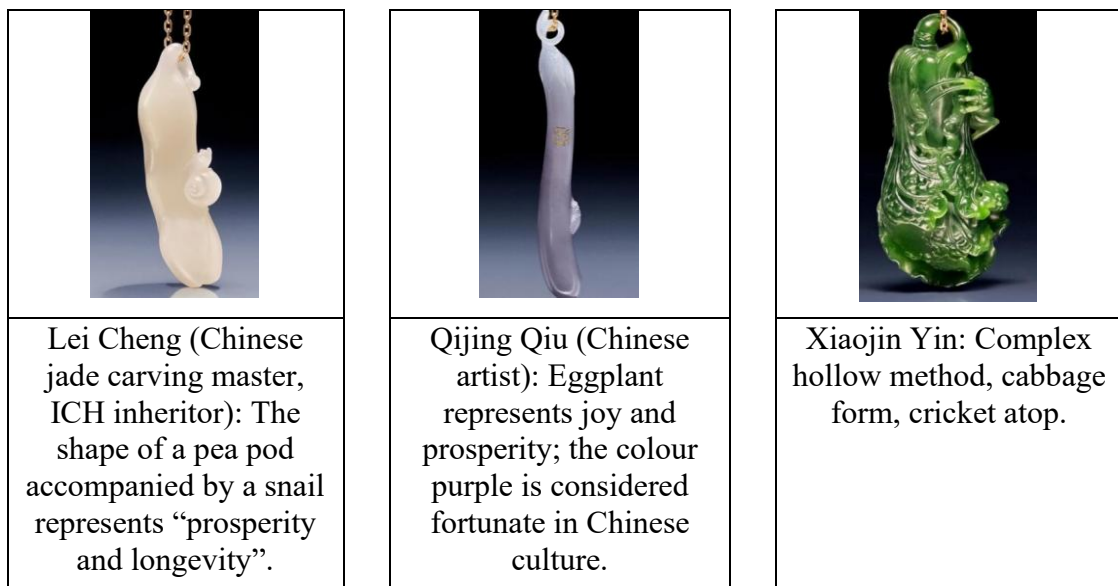 Lei Cheng (Chinese
jade carving master,
ICH inheritor): The
shape of a pea pod
accompanied by a snail
represents “prosperity
and longevity”.
Qijing Qiu (Chinese
artist): Eggplant
represents joy and
prosperity; the colour
purple is considered
fortunate in Chinese
culture.
Xiaojin Yin: Complex
hollow method, cabbage
form, cricket atop.